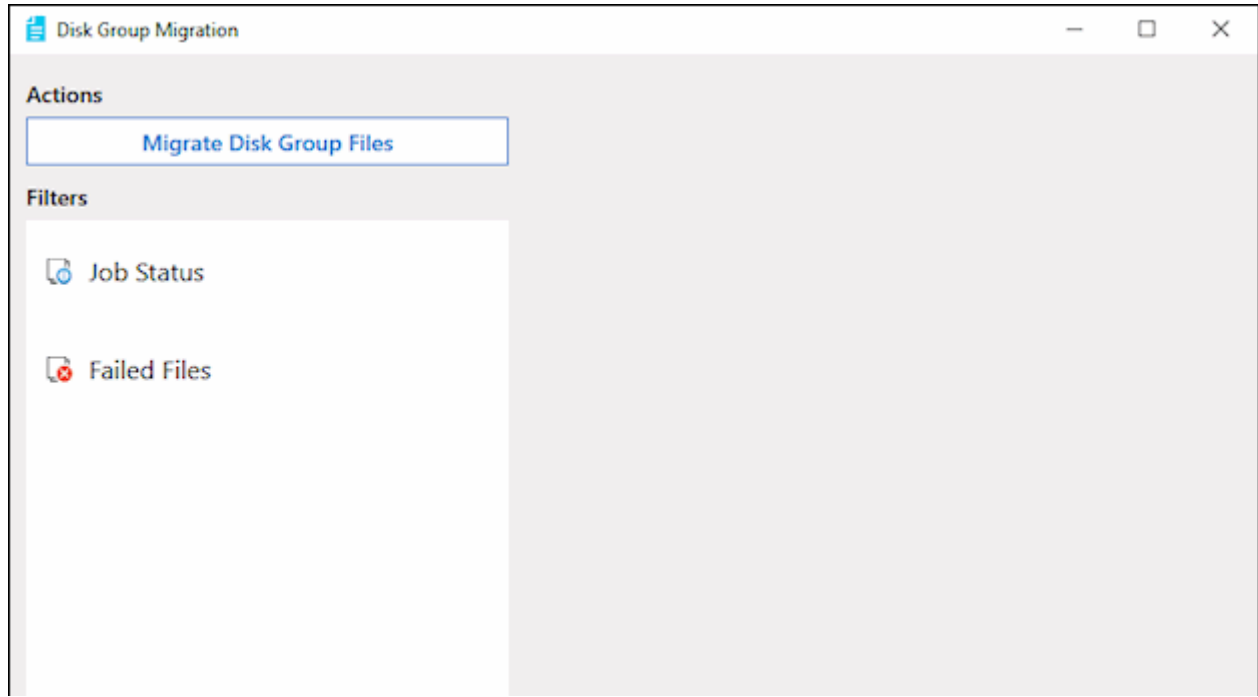 Disk Group Migration
Actions
Migrate Disk Group Files
Filters
Job Status
Failed Files